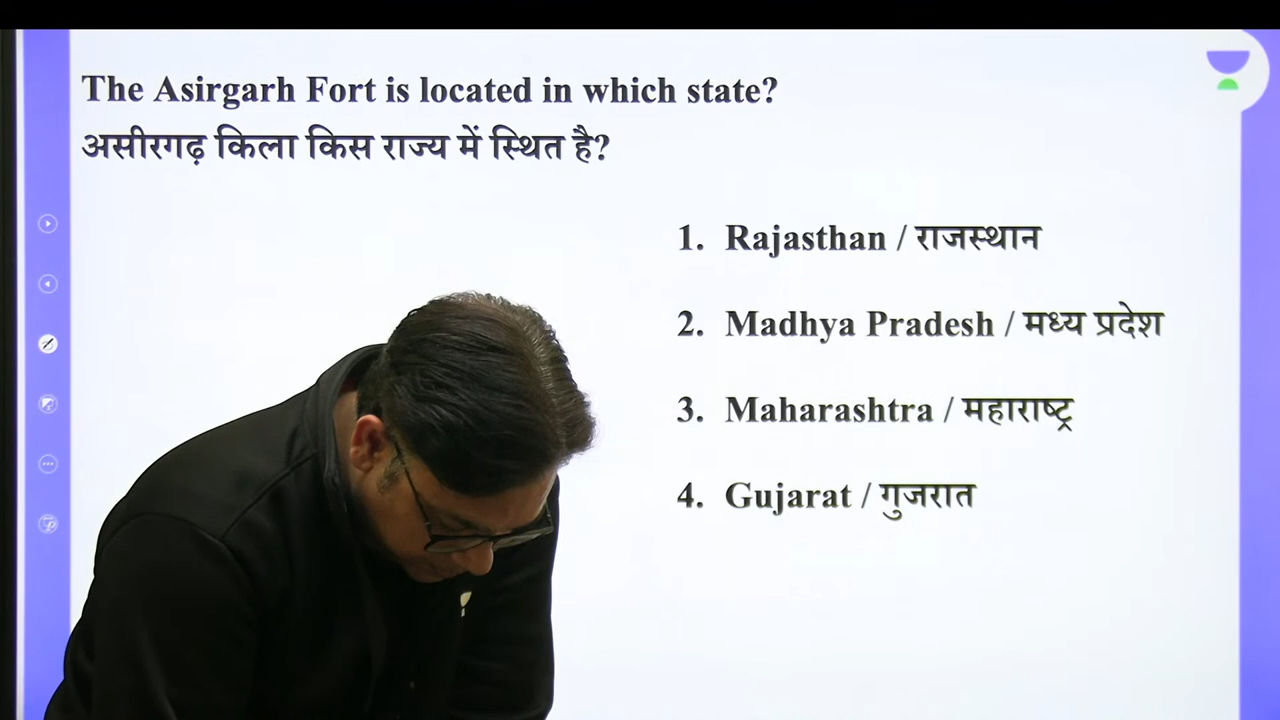 The Asirgarh Fort is located in which state?
असीरगढ़ किला किस राज्य में स्थित है?
1. Rajasthan / राजस्थान
2. Madhya Pradesh / मध्य प्रदेश
3. Maharashtra / महाराष्ट्र
4. Gujarat / गुजरात